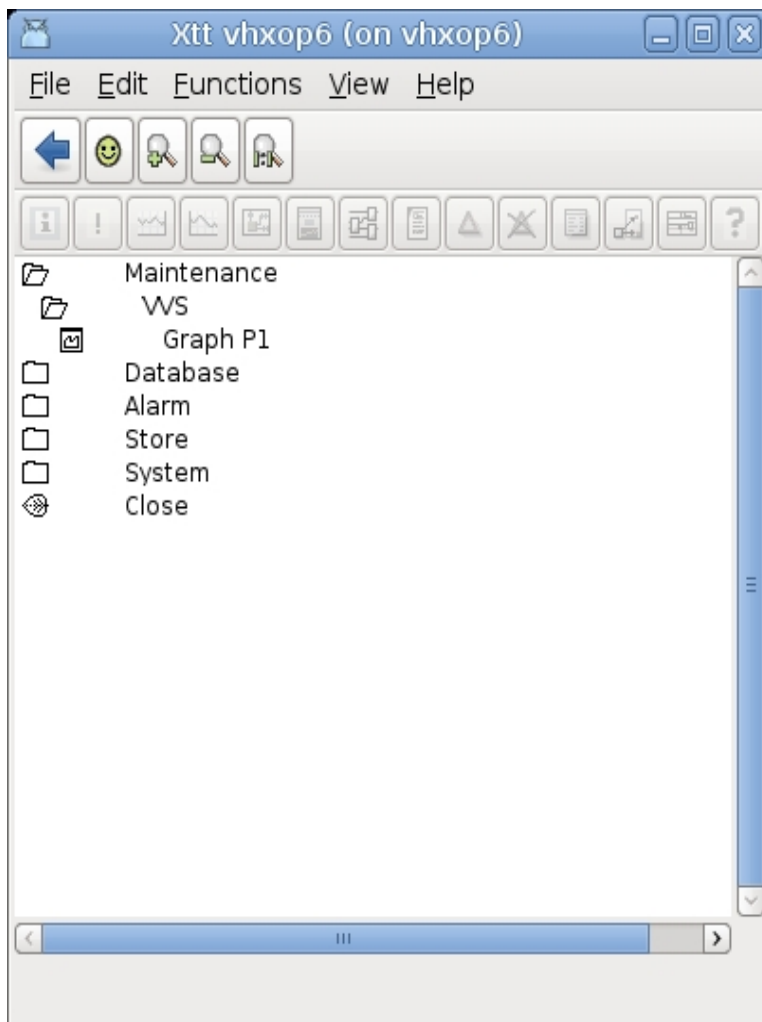 Xtt vhxop6 (on vhxop6)
File Edit Functions View Help
Maintenance
VVS
Graph P1
Database
Alarm
Store
System
Close